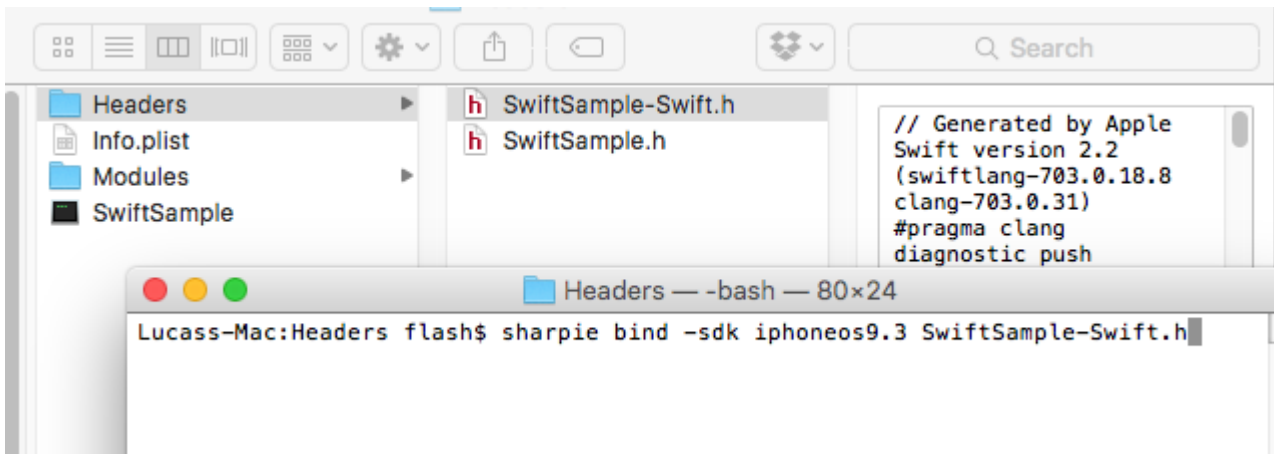 Search
Headers
Info.plist
Modules
SwiftSample
SwiftSample-Swift.h
SwiftSample.h
// Generated by Apple
Swift version 2.2
(swiftlang-703.0.18.8
clang-703.0.31)
#pragma clang
diagnostic push
Headers — -bash — 80×24
Lucass-Mac:Headers flash$ sharpie bind -sdk iphoneos9.3 SwiftSample-Swift.h